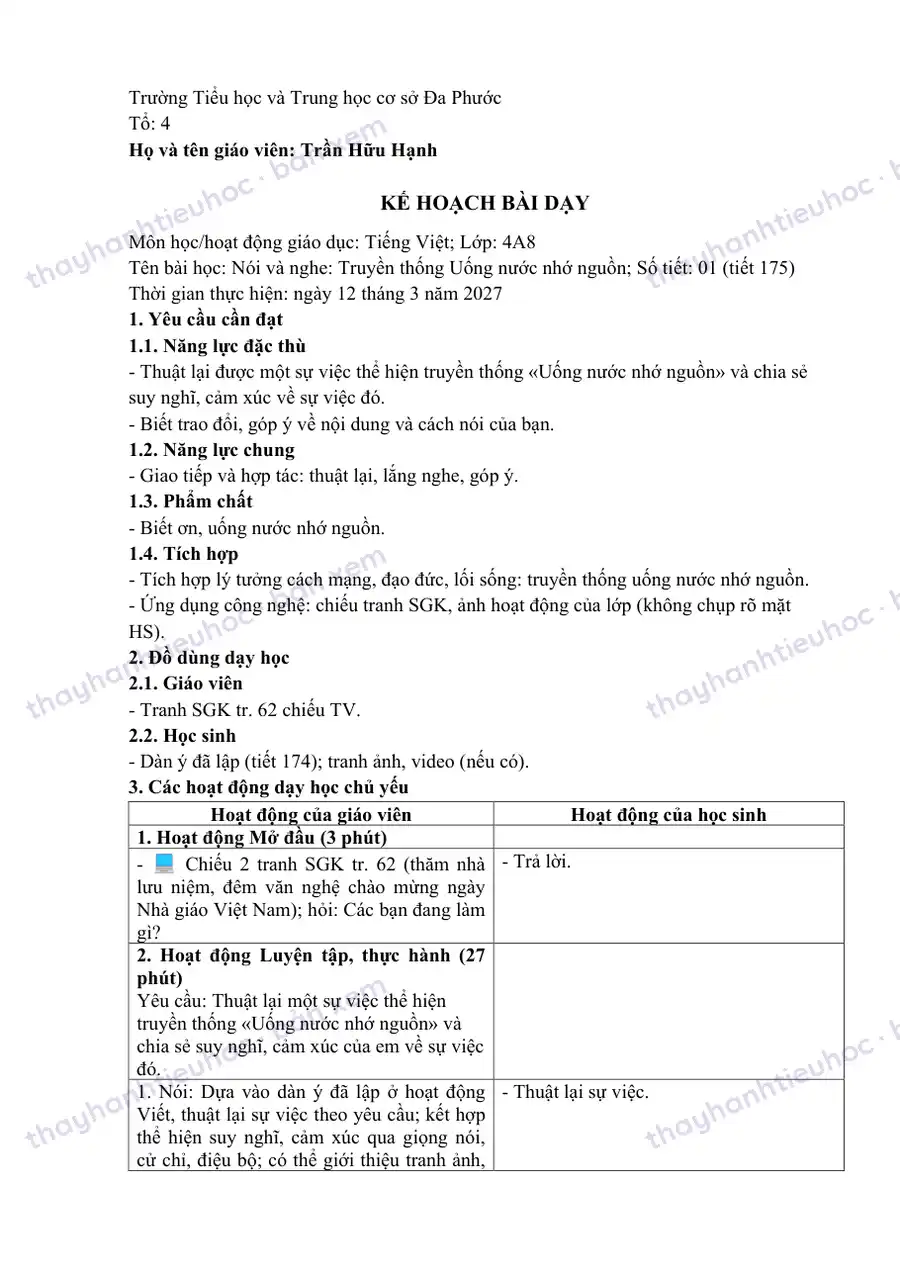 Trường Tiểu học và Trung học cơ sở Đa Phước
Tổ: 4
Họ và tên giáo viên: Trần Hữu Hạnh
KẾ HOẠCH BÀI DẠY
Môn học/hoạt động giáo dục: Tiếng Việt; Lớp: 4A8
Tên bài học: Nói và nghe: Truyền thống Uống nước nhớ nguồn; Số tiết: 01 (tiết 175)
Thời gian thực hiện: ngày 12 tháng 3 năm 2027
1. Yêu cầu cần đạt
1.1. Năng lực đặc thù
- Thuật lại được một sự việc thể hiện truyền thống «Uống nước nhớ nguồn» và chia sẻ
suy nghĩ, cảm xúc về sự việc đó.
- Biết trao đổi, góp ý về nội dung và cách nói của bạn.
1.2. Năng lực chung
- Giao tiếp và hợp tác: thuật lại, lắng nghe, góp ý.
1.3. Phẩm chất
- Biết ơn, uống nước nhớ nguồn.
1.4. Tích hợp
- Tích hợp lý tưởng cách mạng, đạo đức, lối sống: truyền thống uống nước nhớ nguồn.
- Ứng dụng công nghệ: chiếu tranh SGK, ảnh hoạt động của lớp (không chụp rõ mặt
HS).
2. Đồ dùng dạy học
2.1. Giáo viên
- Tranh SGK tr. 62 chiếu TV.
2.2. Học sinh
- Dàn ý đã lập (tiết 174); tranh ảnh, video (nếu có).
3. Các hoạt động dạy học chủ yếu
Hoạt động của giáo viên
Hoạt động của học sinh
1. Hoạt động Mở đầu (3 phút)
- Chiếu 2 tranh SGK tr. 62 (thăm nhà
lưu niệm, đêm văn nghệ chào mừng ngày
Nhà giáo Việt Nam); hỏi: Các bạn đang làm
gì?
- Trả lời.
2. Hoạt động Luyện tập, thực hành (27
phút)
Yêu cầu: Thuật lại một sự việc thể hiện
truyền thống «Uống nước nhớ nguồn» và
chia sẻ suy nghĩ, cảm xúc của em về sự việc
đó.
1. Nói: Dựa vào dàn ý đã lập ở hoạt động
Viết, thuật lại sự việc theo yêu cầu; kết hợp
thể hiện suy nghĩ, cảm xúc qua giọng nói,
cử chỉ, điệu bộ; có thể giới thiệu tranh ảnh,
- Thuật lại sự việc.
thayhanhtieuhoc · bản xem
thayhanhtieuhoc · b
thayhanhtieuhoc · bản xem
thayhanhtieuhoc · b
thayhanhtieuhoc · bản xem
thayhanhtieuhoc · b